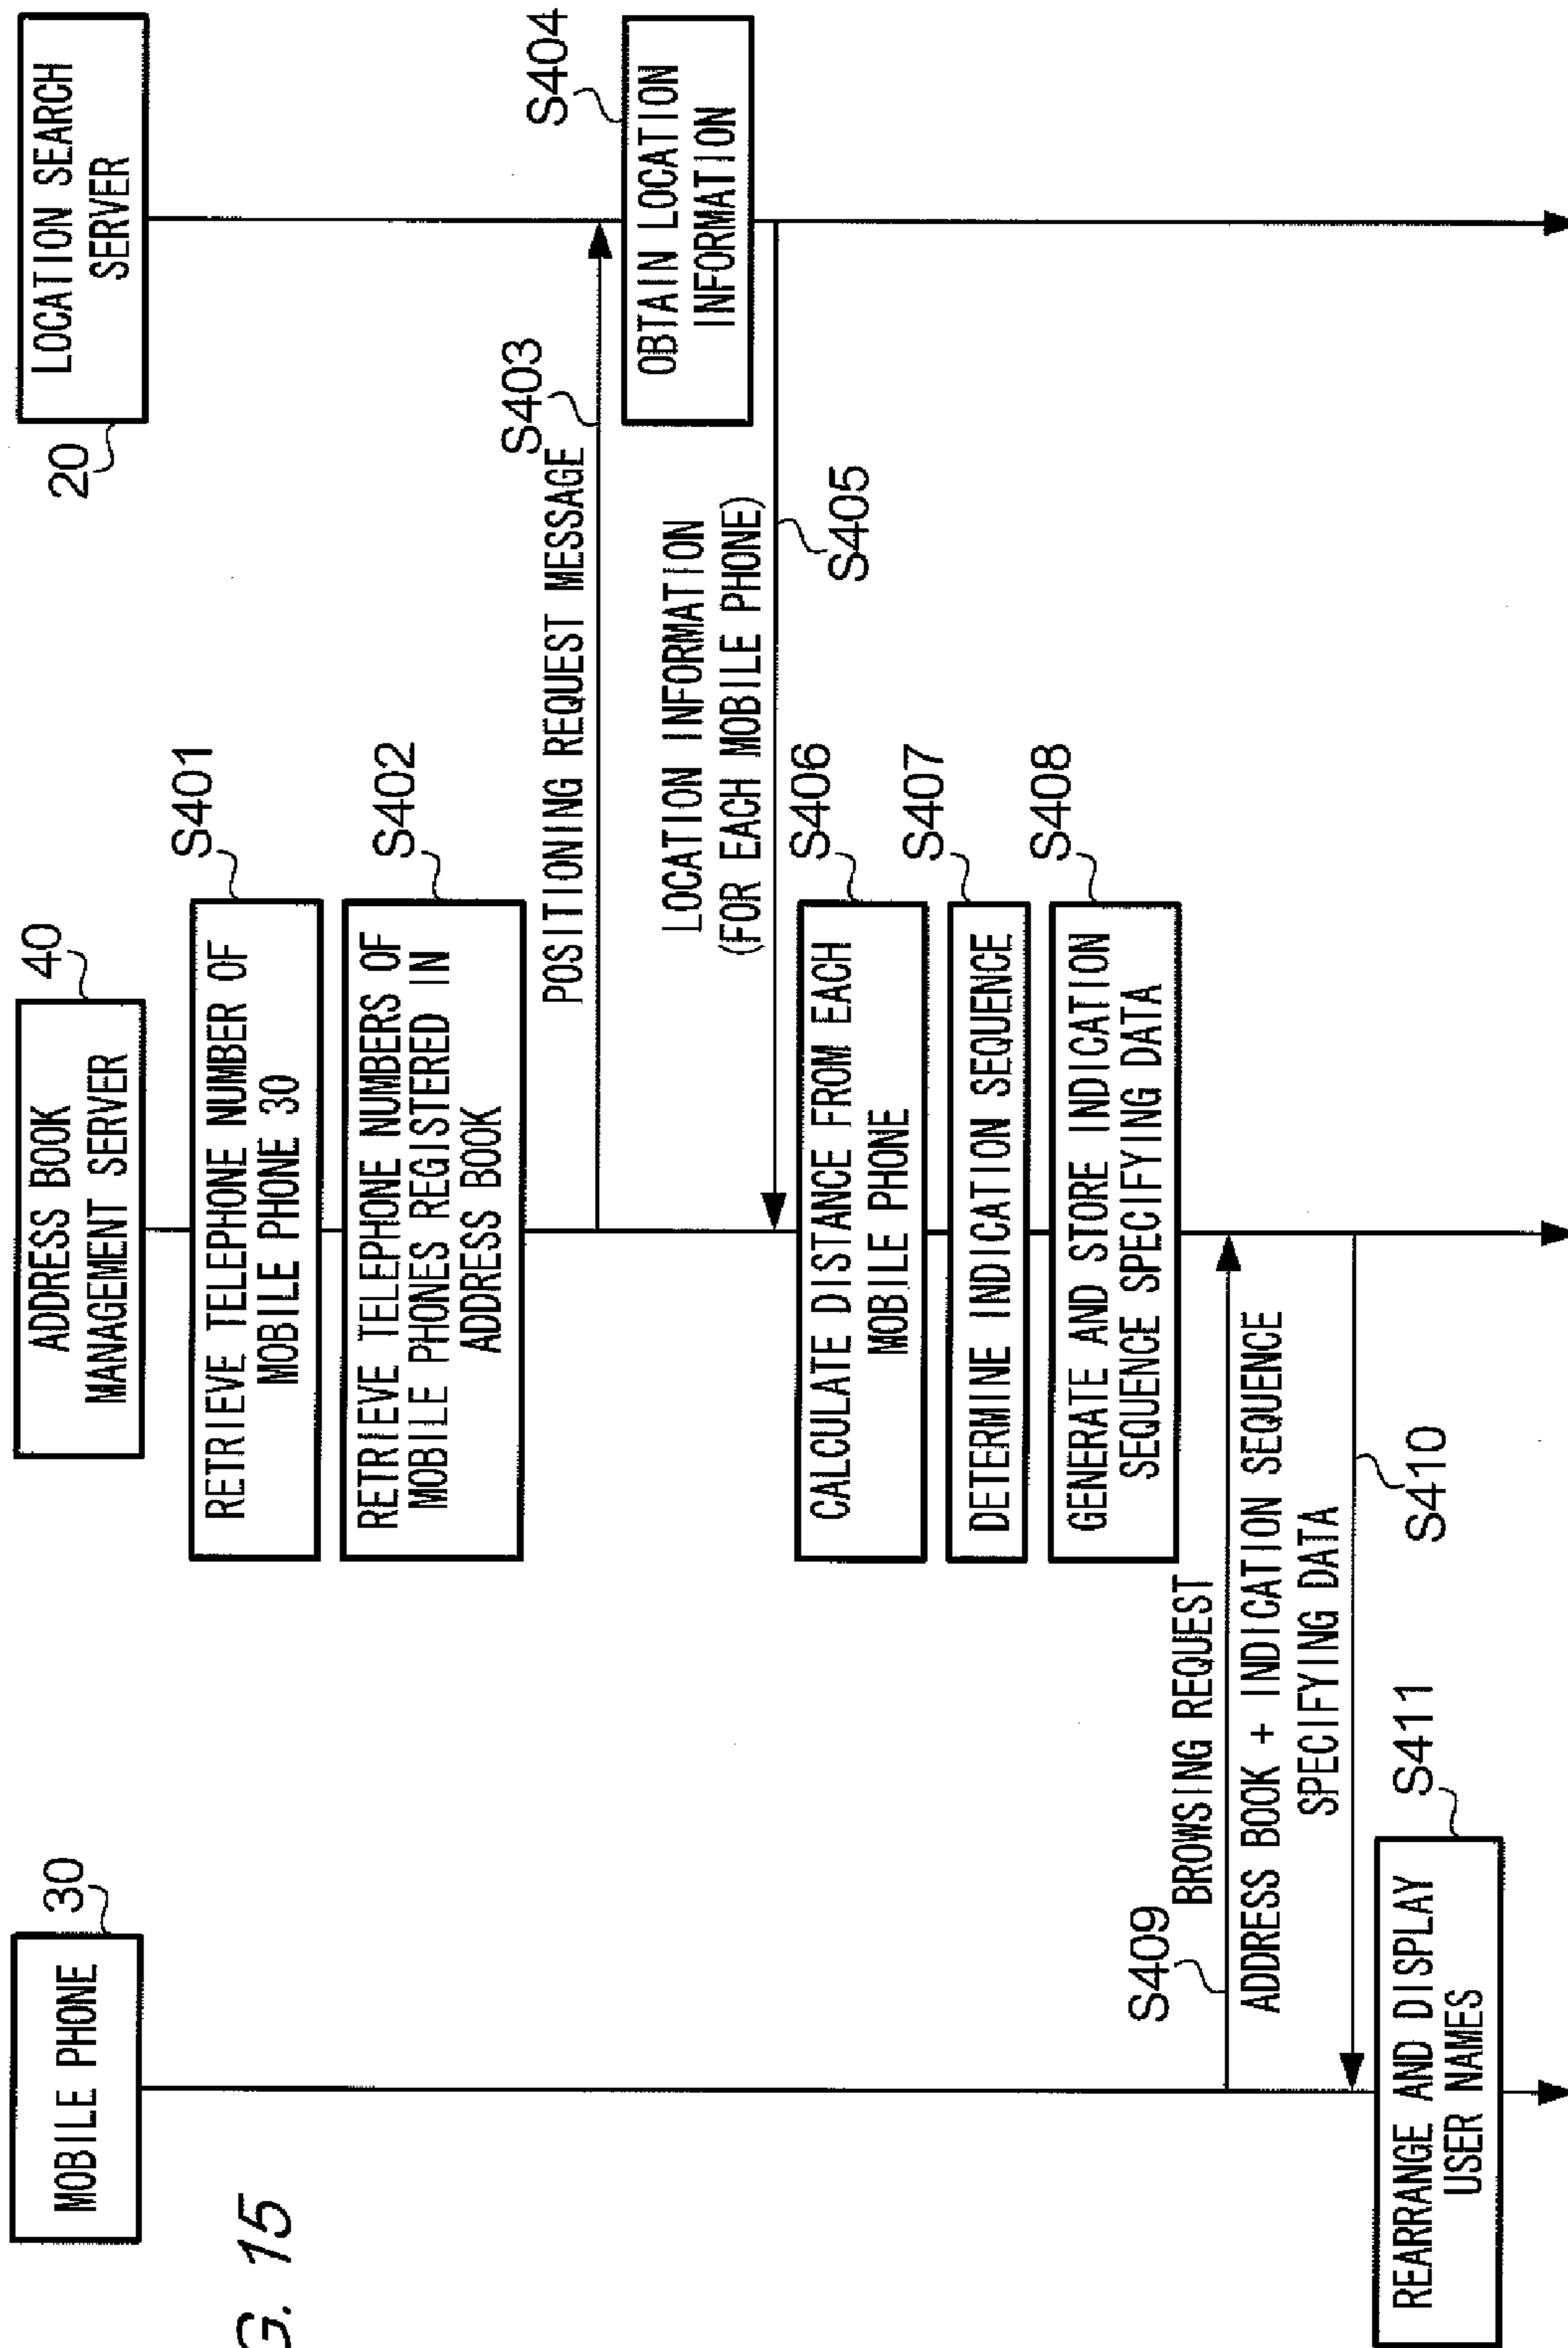 G. 15
MOBILE PHONE
30
ADDRESS BOOK
MANAGEMENT SERVER
40
LOCATION SEARCH
SERVER
20
RETRIEVE TELEPHONE NUMBER OF
MOBILE PHONE 30
S401
RETRIEVE TELEPHONE NUMBERS OF
MOBILE PHONES REGISTERED IN
ADDRESS BOOK
S402
POSITIONING REQUEST MESSAGE
S403
OBTAIN LOCATION
INFORMATION
S404
LOCATION INFORMATION
(FOR EACH MOBILE PHONE)
S405
CALCULATE DISTANCE FROM EACH
MOBILE PHONE
S406
DETERMINE INDICATION SEQUENCE
S407
GENERATE AND STORE INDICATION
SEQUENCE SPECIFYING DATA
S408
S409
BROWSING REQUEST
ADDRESS BOOK + INDICATION SEQUENCE
SPECIFYING DATA
S410
REARRANGE AND DISPLAY
USER NAMES
S411